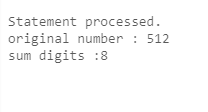 Statement processed.
original number : 512
sum digits :8